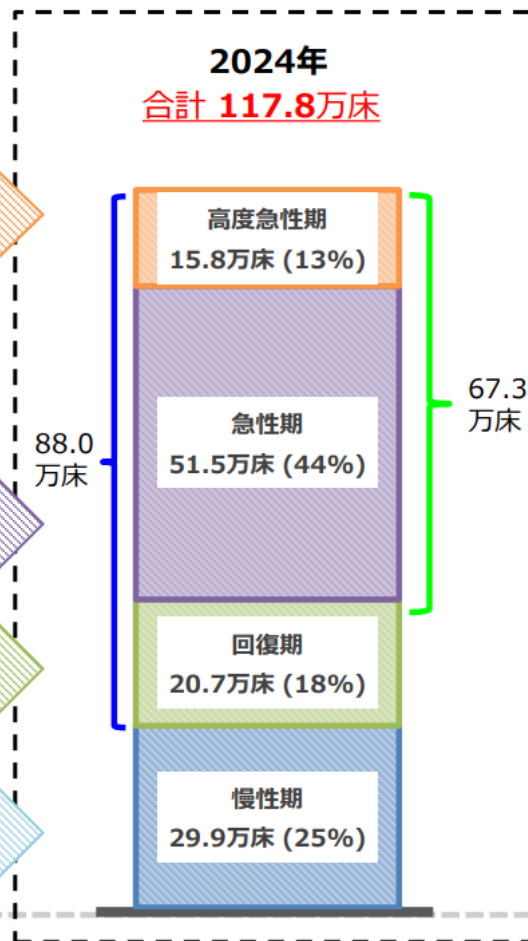 2024年
合計 117.8万床
高度急性期
15.8万床 (13%)
急性期
51.5万床 (44%)
67.3
万床
88.0
万床
回復期
20.7万床 (18%)
慢性期
29.9万床 (25%)